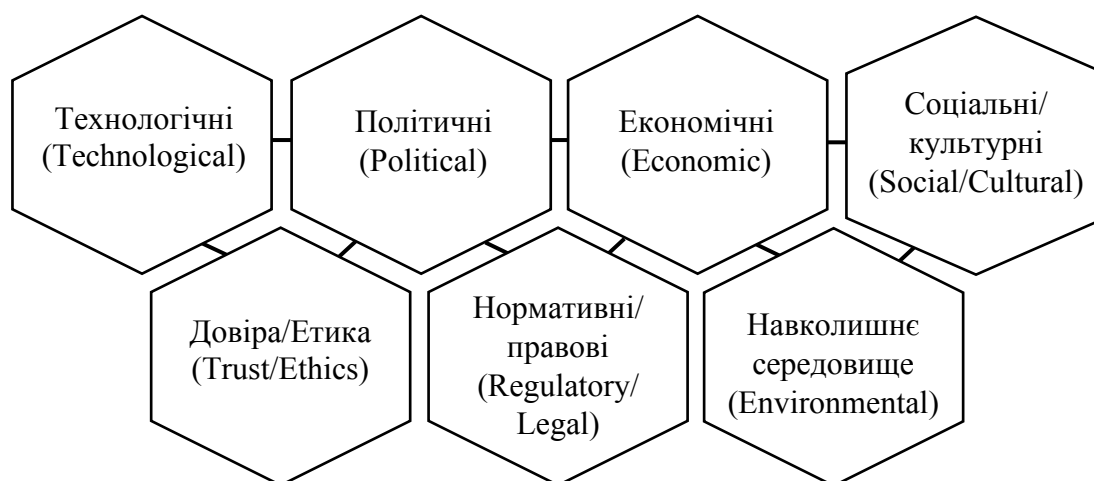 Технологічні
(Technological)
Політичні
(Political)
Економічні
(Economic)
Соціальні/
культурні
(Social/Cultural)
Довіра/Етика
(Trust/Ethics)
Нормативні/
правові
(Regulatory/
Legal)
Навколишнє
середовище
(Environmental)